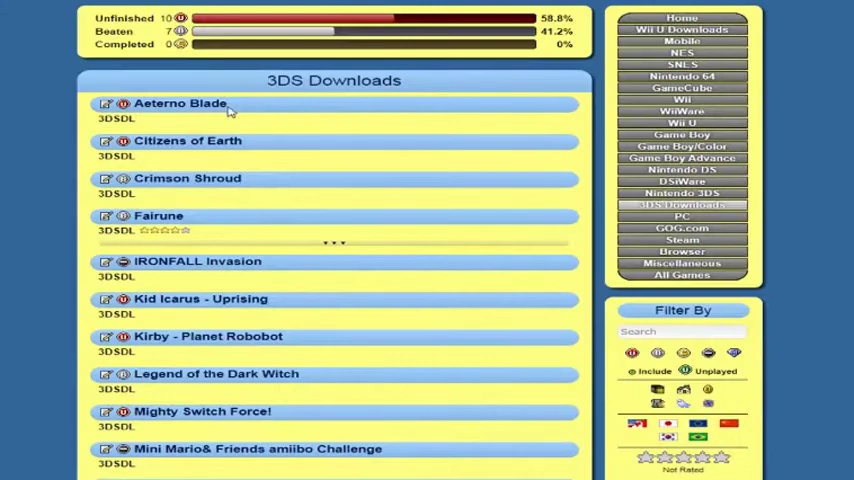 Unfinished 10 58.8%
Beaten 7 41.2%
Completed 0 0%
3DS Downloads
Aeterno Blade
3DSDL
Citizens of Earth
3DSDL
Crimson Shroud
3DSDL
Fairune
3DSDL
IRONFALL Invasion
3DSDL
Kid Icarus - Uprising
3DSDL
Kirby - Planet Robobot
3DSDL
Legend of the Dark Witch
3DSDL
Mighty Switch Force!
3DSDL
Mini Mario& Friends amiibo Challenge
3DSDL
Home
Wii U Downloads
Mobile
NES
SNES
Nintendo 64
GameCube
Wii
WiiWare
Wii U
Game Boy
Game Boy/Color
Game Boy Advance
Nintendo DS
DSiWare
Nintendo 3DS
3DS Downloads
PC
GOG.com
Steam
Browser
Miscellaneous
All Games
Filter By
Search
Include Unplayed
Not Rated